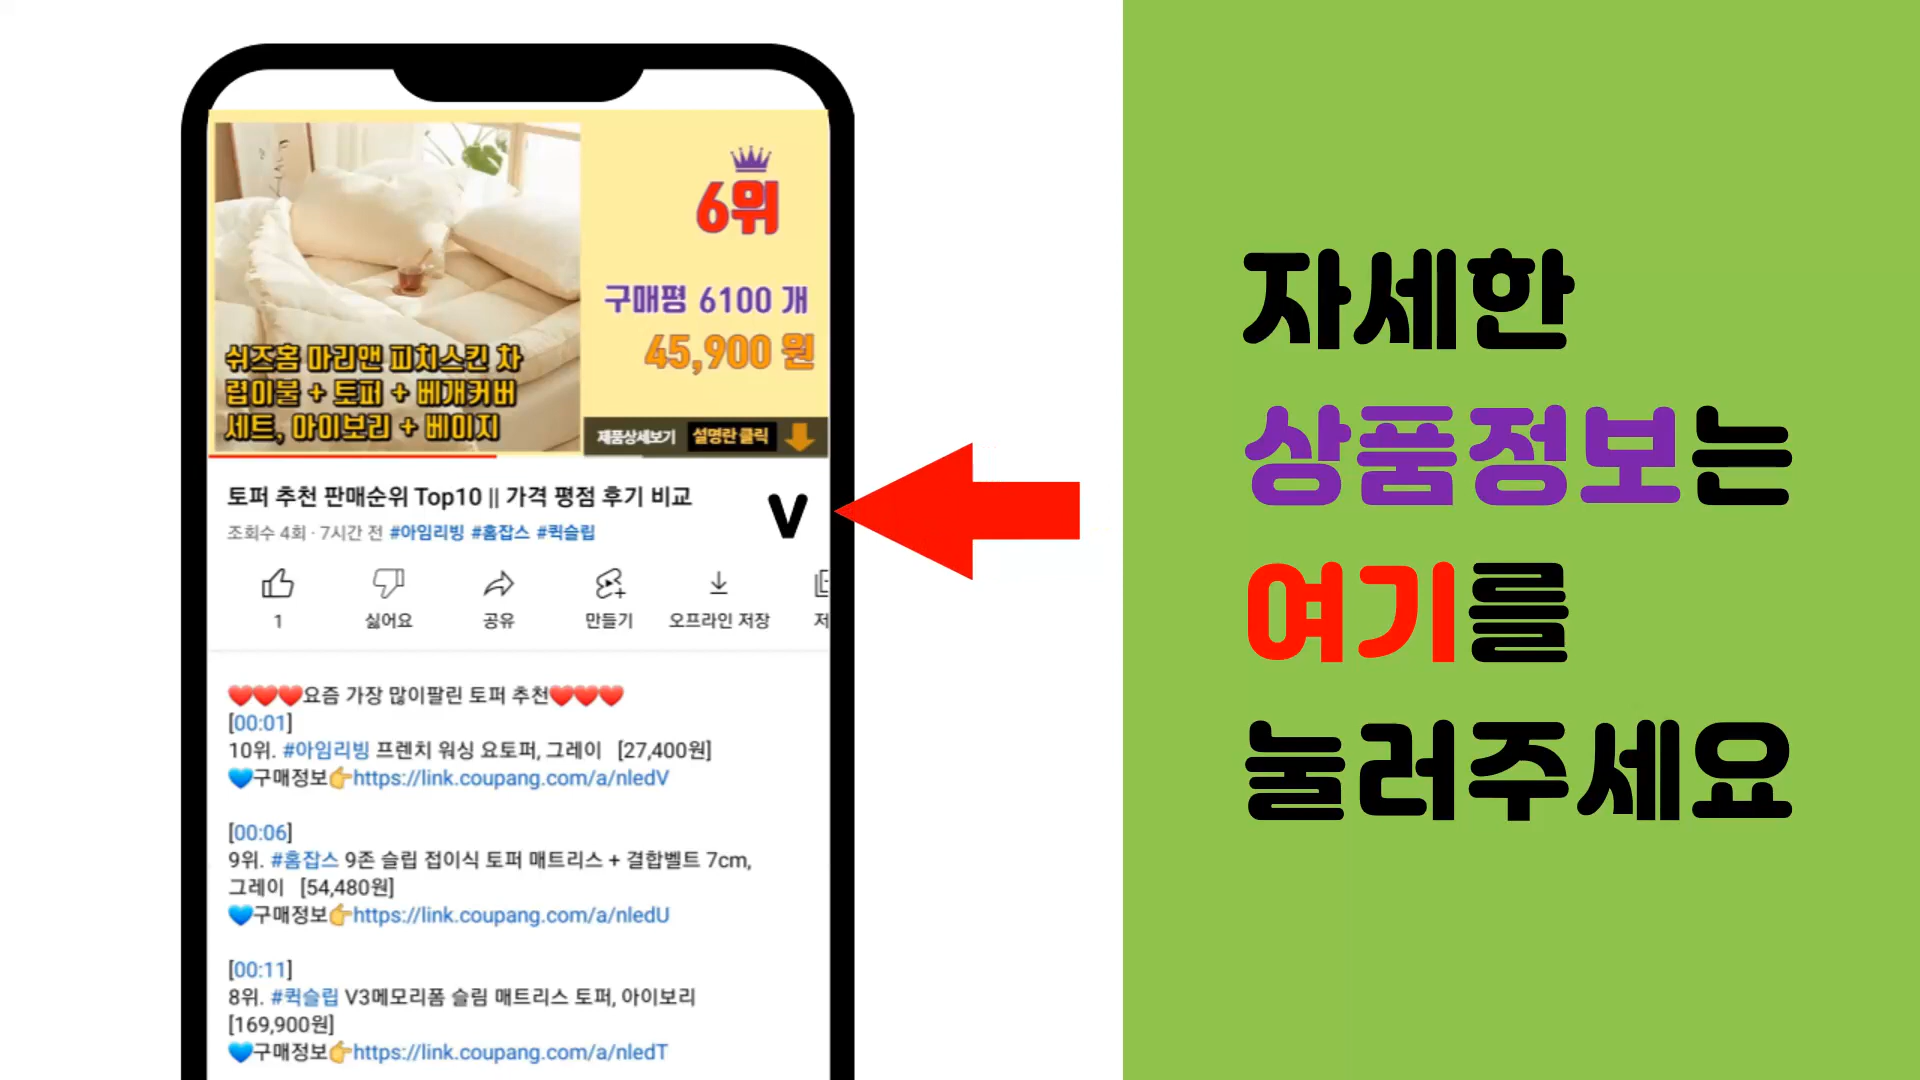 6위
구매평 6100 개
45,900 원
쉬즈홈 마리앤 피치스킨 차
렵이불 + 토퍼 + 베개커버
세트, 아이보리 + 베이지
제품상세보기 설명란 클릭
토퍼 추천 판매순위 Top10 || 가격 평점 후기 비교
V
조회수 4회 · 7시간 전 #아임리빙 #홈잡스 #퀵슬립
1 싫어요 공유 만들기 오프라인 저장 저
❤️❤️❤️요즘 가장 많이팔린 토퍼 추천❤️❤️❤️
[00:01]
10위. #아임리빙 프렌치 워싱 요토퍼, 그레이 [27,400원]
💙구매정보👉https://link.coupang.com/a/nledV
[00:06]
9위. #홈잡스 9존 슬립 접이식 토퍼 매트리스 + 결합벨트 7cm,
그레이 [54,480원]
💙구매정보👉https://link.coupang.com/a/nledU
[00:11]
8위. #퀵슬립 V3메모리폼 슬림 매트리스 토퍼, 아이보리
[169,900원]
💙구매정보👉https://link.coupang.com/a/nledT
자세한
상품정보는
여기를
눌러주세요